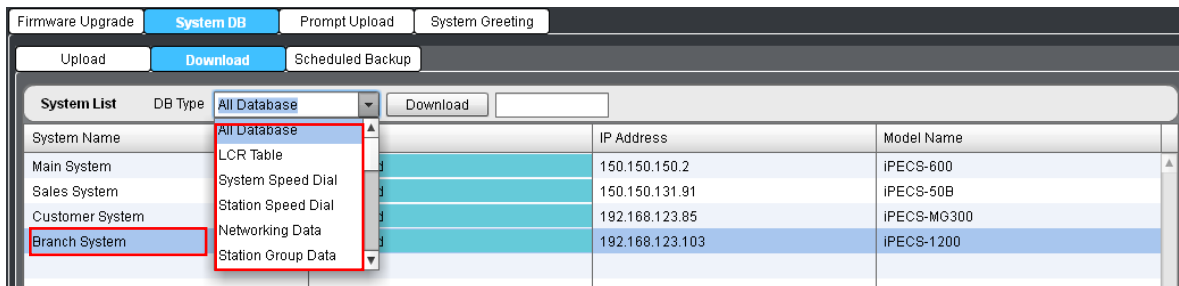 Firmware Upgrade System DB Prompt Upload System Greeting
Upload Download Scheduled Backup
System List DB Type All Database Download
System Name IP Address Model Name
All Database
LCR Table
System Speed Dial
Station Speed Dial
Networking Data
Station Group Data
Main System 150.150.150.2 iPECS-600
Sales System 150.150.131.91 iPECS-50B
Customer System 192.168.123.85 iPECS-MG300
Branch System 192.168.123.103 iPECS-1200